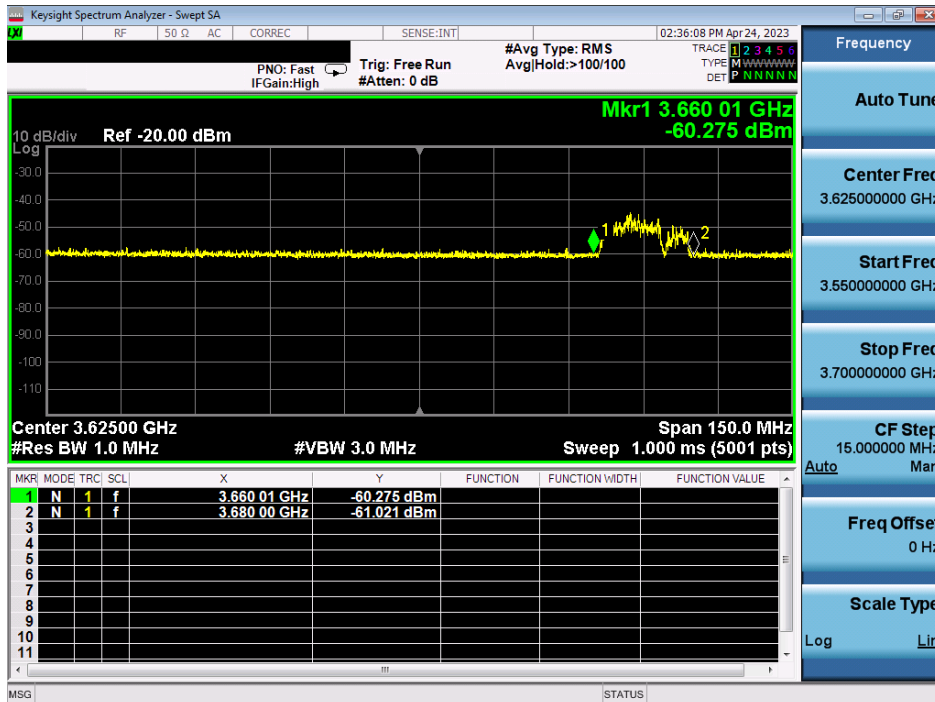 Keysight Spectrum Analyzer - Swept SA
LXI RF 50 Ω AC CORREC SENSE:INT 02:36:08 PM Apr 24, 2023
PNO: Fast
IFGain:High
Trig: Free Run
#Atten: 0 dB
#Avg Type: RMS
Avg|Hold:>100/100
TRACE 1 2 3 4 5 6
TYPE M WWWWW
DET P N N N N N
Mkr1 3.660 01 GHz
-60.275 dBm
10 dB/div Ref -20.00 dBm
Log
-30.0
-40.0
-50.0
-60.0
-70.0
-80.0
-90.0
-100
-110
1
2
Center 3.62500 GHz Span 150.0 MHz
#Res BW 1.0 MHz #VBW 3.0 MHz Sweep 1.000 ms (5001 pts)
MKR MODE TRC SCL X Y FUNCTION FUNCTION WIDTH FUNCTION VALUE
1 N 1 f 3.660 01 GHz -60.275 dBm
2 N 1 f 3.680 00 GHz -61.021 dBm
3
4
5
6
7
8
9
10
11
MSG STATUS
Frequency
Auto Tune
Center Freq
3.625000000 GHz
Start Freq
3.550000000 GHz
Stop Freq
3.700000000 GHz
CF Step
15.000000 MHz
Auto Man
Freq Offset
0 Hz
Scale Type
Log Lin